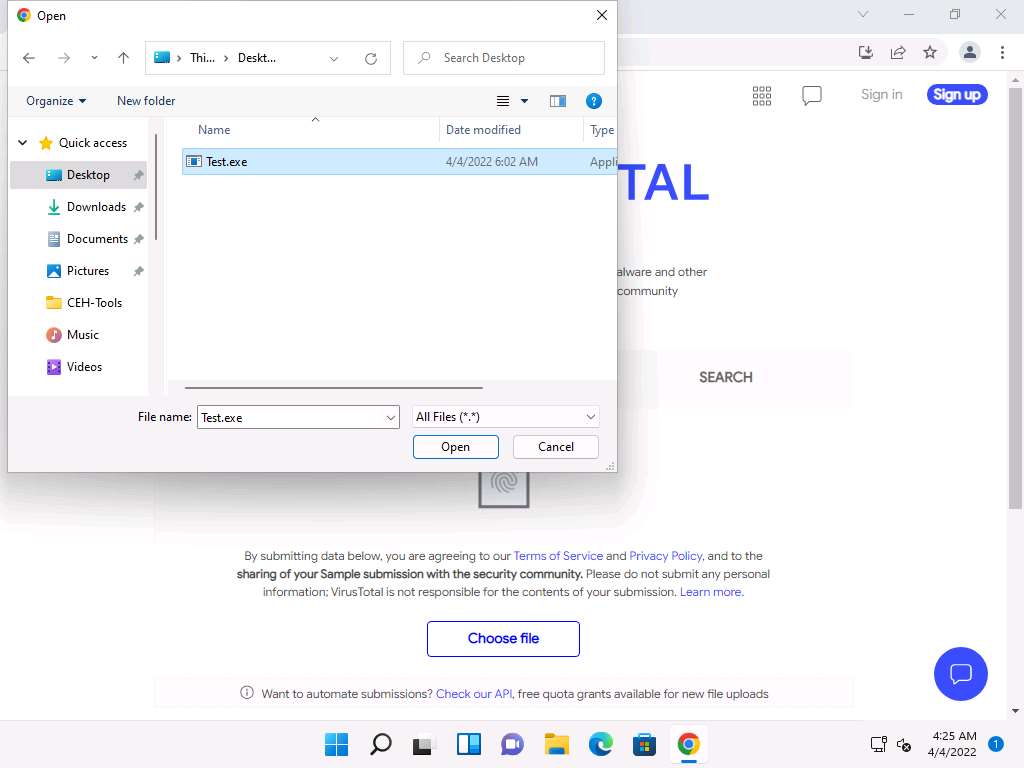 Open
Thi... Deskt...
Search Desktop
Organize New folder
Sign in Sign up
Name Date modified Type
Quick access
Test.exe 4/4/2022 6:02 AM Appli
Desktop
Downloads
Documents
Pictures
CEH-Tools
Music
Videos
TAL
alware and other
community
SEARCH
File name: Test.exe All Files (*.*)
Open Cancel
By submitting data below, you are agreeing to our Terms of Service and Privacy Policy, and to the
sharing of your Sample submission with the security community. Please do not submit any personal
information; VirusTotal is not responsible for the contents of your submission. Learn more.
Choose file
Want to automate submissions? Check our API, free quota grants available for new file uploads
4:25 AM
4/4/2022
1